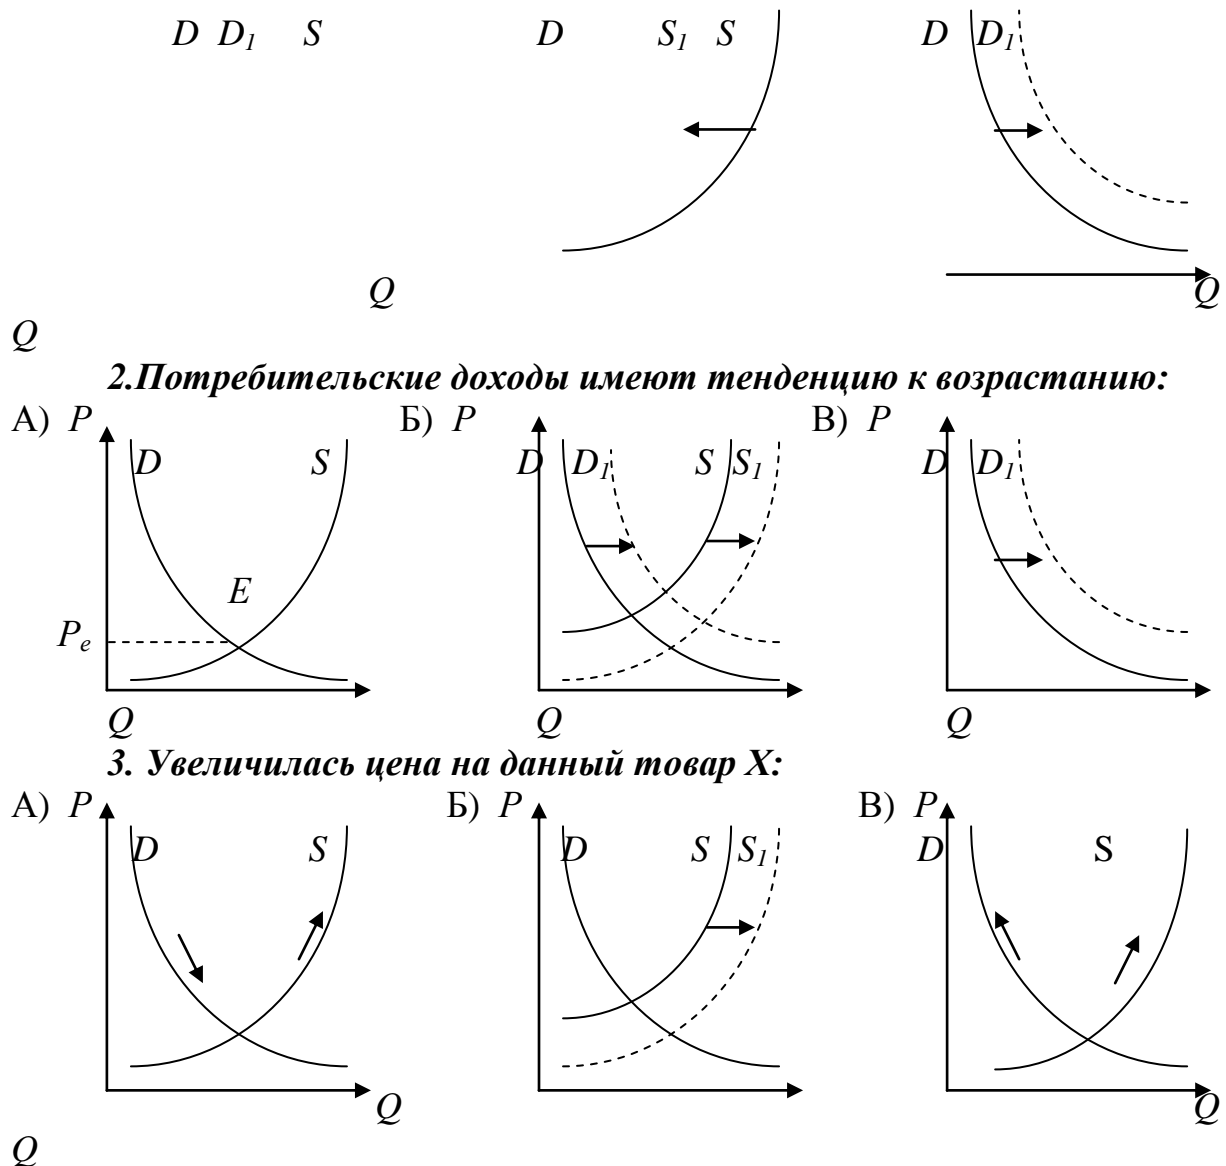 D D1 S D S1 S D D1
Q Q
Q
2.Потребительские доходы имеют тенденцию к возрастанию:
А) P Б) P В) P
D S D D1 S S1 D D1
E
Pe
Q Q Q
3. Увеличилась цена на данный товар X:
А) P Б) P В) P
D S D S S1 D S
Q Q
Q